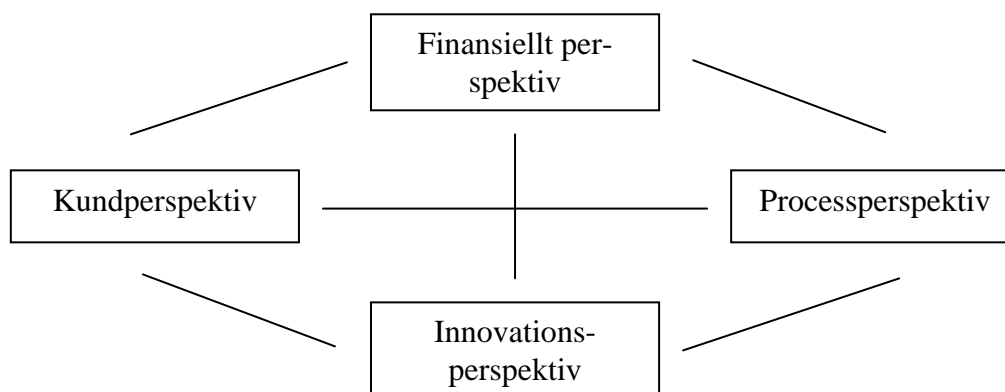 Finansiellt per-
spektiv
Kundperspektiv
Processperspektiv
Innovations-
perspektiv